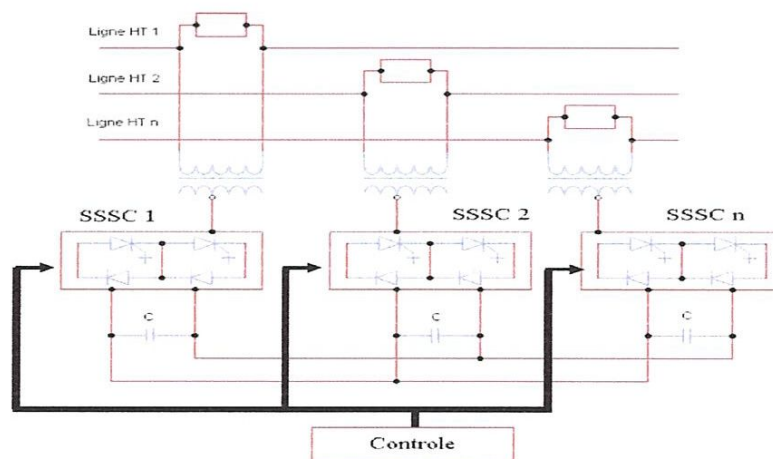 Ligne HT 1
Ligne HT 2
Ligne HT n
SSSC 1
SSSC 2
SSSC n
C
C
C
Controle